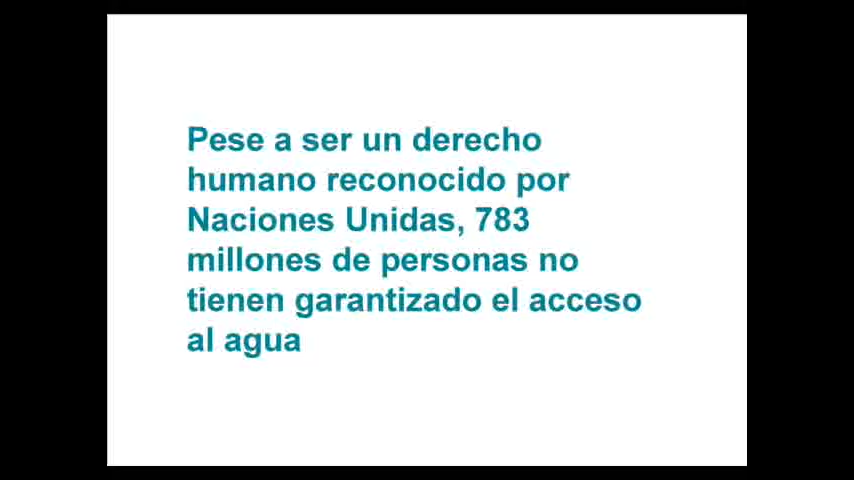 Pese a ser un derecho
humano reconocido por
Naciones Unidas, 783
millones de personas no
tienen garantizado el acceso
al agua